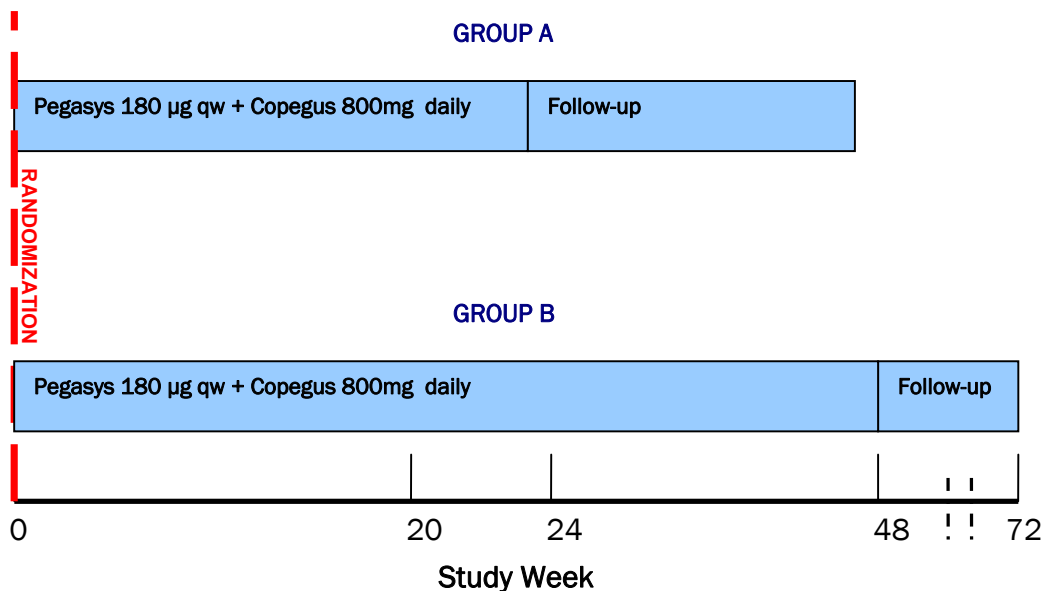 GROUP A
Pegasys 180 µg qw + Copegus 800mg daily
Follow-up
RANDOMIZATION
GROUP B
Pegasys 180 µg qw + Copegus 800mg daily
Follow-up
0 20 24 48 72
Study Week